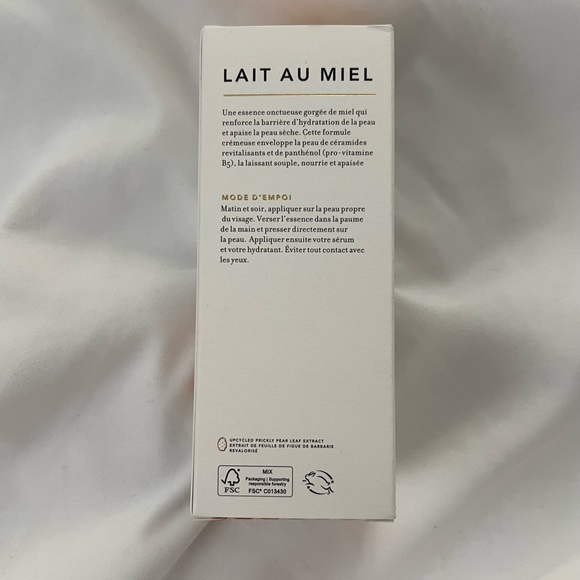 LAIT AU MIEL
Une essence onctueuse gorgée de miel qui
renforce la barrière d'hydratation de la peau
et apaise la peau sèche. Cette formule
crémeuse enveloppe la peau de céramides
revitalisants et de panthénol (pro-vitamine
B5), la laissant souple, nourrie et apaisée
MODE D'EMPOI
Matin et soir, appliquer sur la peau propre
du visage. Verser l'essence dans la paume
de la main et presser directement sur
la peau. Appliquer ensuite votre sérum
et votre hydratant. Éviter tout contact avec
les yeux.
UPCYCLED PRICKLY PEAR LEAF EXTRACT
EXTRAIT DE FEUILLE DE FIGUE DE BARBARIE
REVALORISÉ
FSC
MIX
Packaging | Supporting
responsible forestry
FSC® C013430